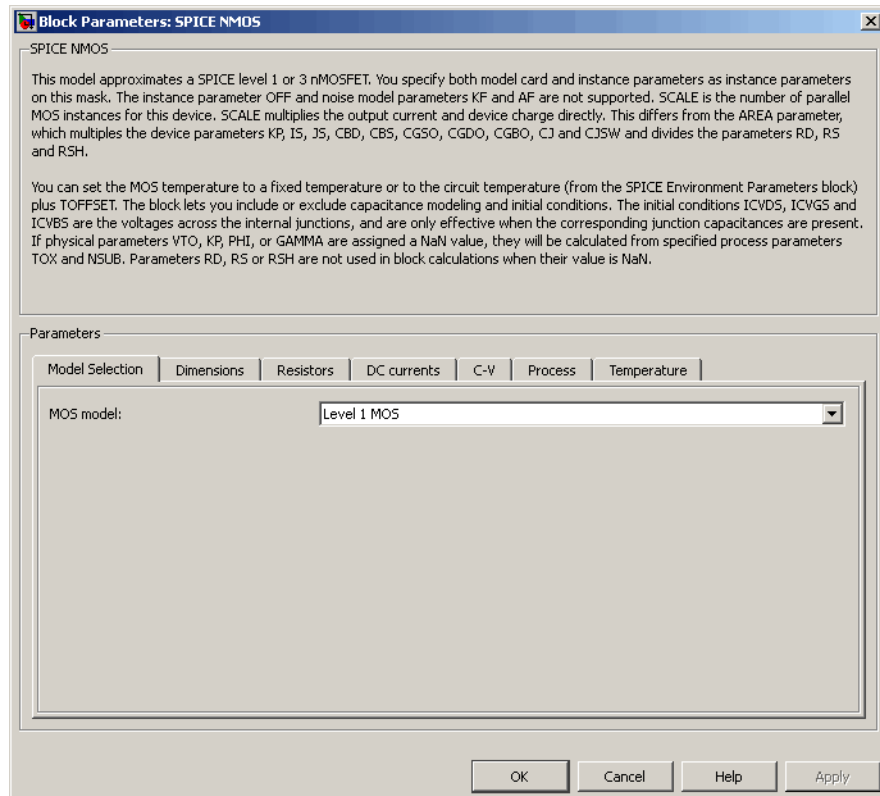 Block Parameters: SPICE NMOS
SPICE NMOS
This model approximates a SPICE level 1 or 3 nMOSFET. You specify both model card and instance parameters as instance parameters
on this mask. The instance parameter OFF and noise model parameters KF and AF are not supported. SCALE is the number of parallel
MOS instances for this device. SCALE multiplies the output current and device charge directly. This differs from the AREA parameter,
which multiples the device parameters KP, IS, JS, CBD, CBS, CGSO, CGDO, CGBO, CJ and CJSW and divides the parameters RD, RS
and RSH.
You can set the MOS temperature to a fixed temperature or to the circuit temperature (from the SPICE Environment Parameters block)
plus TOFFSET. The block lets you include or exclude capacitance modeling and initial conditions. The initial conditions ICVDS, ICVGS and
ICVBS are the voltages across the internal junctions, and are only effective when the corresponding junction capacitances are present.
If physical parameters VTO, KP, PHI, or GAMMA are assigned a NaN value, they will be calculated from specified process parameters
TOX and NSUB. Parameters RD, RS or RSH are not used in block calculations when their value is NaN.
Parameters
Model Selection Dimensions Resistors DC currents C-V Process Temperature
MOS model: Level 1 MOS
OK Cancel Help Apply